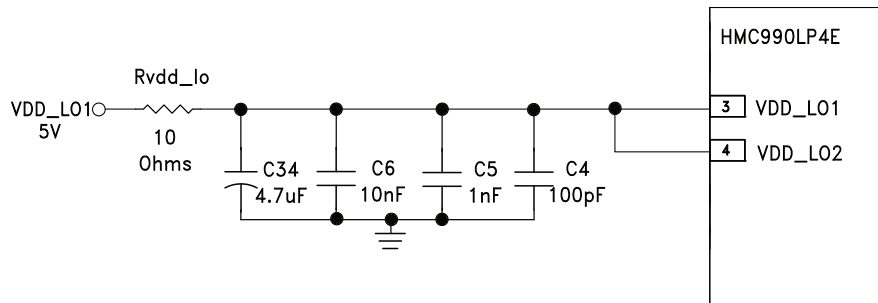 HMC990LP4E
Rvdd_lo
VDD_LO1
5V
10
Ohms
3 VDD_LO1
4 VDD_LO2
C34
4.7uF
C6
10nF
C5
1nF
C4
100pF